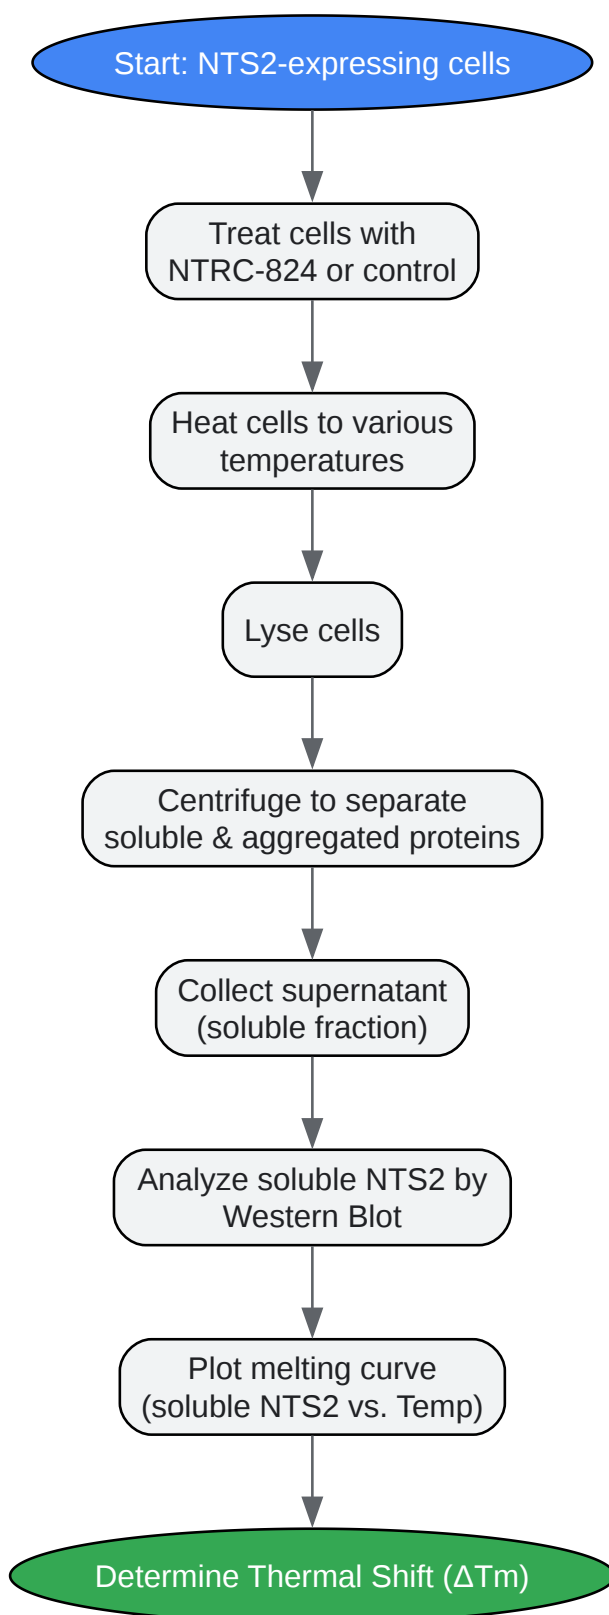 Start: NTS2-expressing cells
Treat cells with
NTRC-824 or control
Heat cells to various
temperatures
Lyse cells
Centrifuge to separate
soluble & aggregated proteins
Collect supernatant
(soluble fraction)
Analyze soluble NTS2 by
Western Blot
Plot melting curve
(soluble NTS2 vs. Temp)
Determine Thermal Shift (ΔTm)